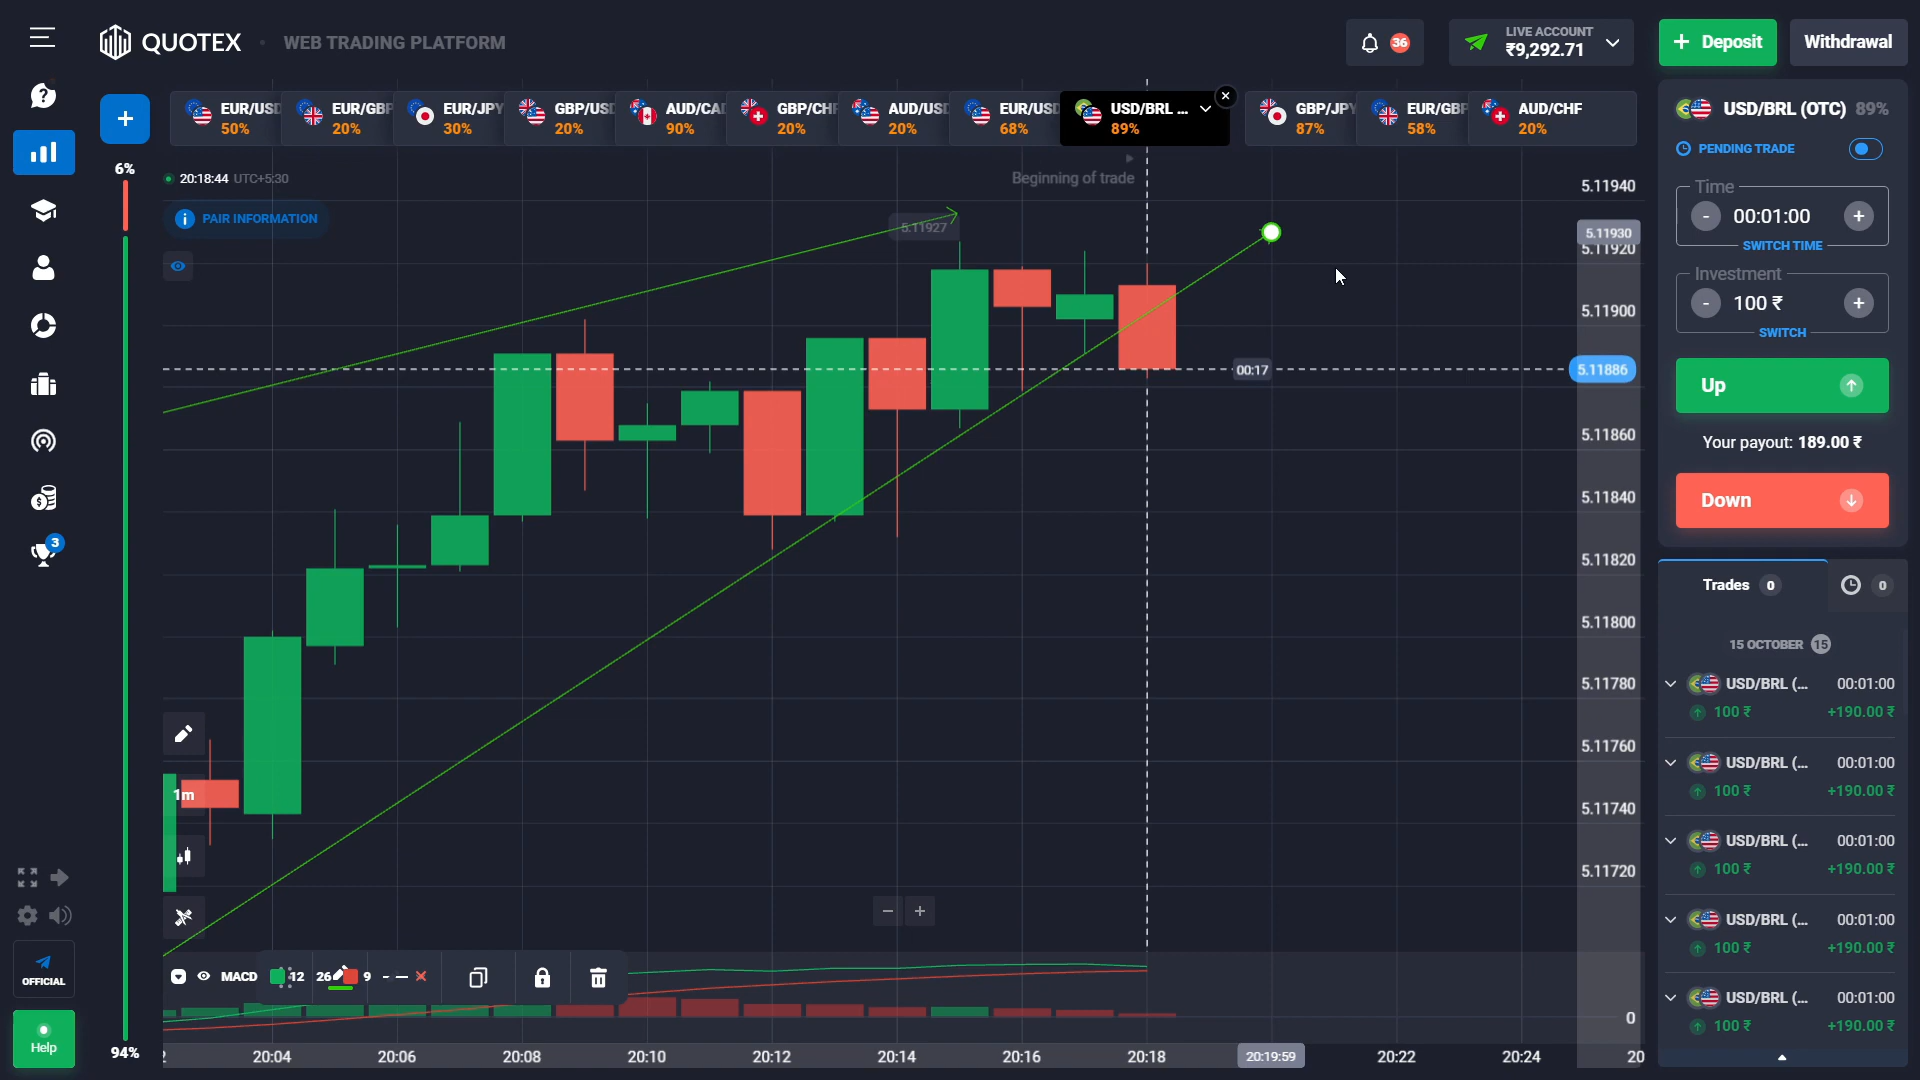 QUOTEX
WEB TRADING PLATFORM
36
LIVE ACCOUNT
₹9,292.71
+ Deposit
Withdrawal
EUR/USD
50%
EUR/GBP
20%
EUR/JPY
30%
GBP/USD
20%
AUD/CAD
90%
GBP/CHF
20%
AUD/USD
20%
EUR/USD
68%
USD/BRL ...
89%
GBP/JPY
87%
EUR/GBP
58%
AUD/CHF
20%
6%
94%
20:18:44 UTC+5:30
PAIR INFORMATION
Beginning of trade
5.11927
00:17
5.11940
5.11930
5.11920
5.11900
5.11886
5.11860
5.11840
5.11820
5.11800
5.11780
5.11760
5.11740
5.11720
0
1m
MACD 12 26 9
20:04
20:06
20:08
20:10
20:12
20:14
20:16
20:18
20:19:59
20:22
20:24
20
3
OFFICIAL
Help
USD/BRL (OTC) 89%
PENDING TRADE
Time
- 00:01:00 +
SWITCH TIME
Investment
- 100 ₹ +
SWITCH
Up
Your payout: 189.00 ₹
Down
Trades 0
0
15 OCTOBER 15
USD/BRL (... 00:01:00
100 ₹ +190.00 ₹
USD/BRL (... 00:01:00
100 ₹ +190.00 ₹
USD/BRL (... 00:01:00
100 ₹ +190.00 ₹
USD/BRL (... 00:01:00
100 ₹ +190.00 ₹
USD/BRL (... 00:01:00
100 ₹ +190.00 ₹